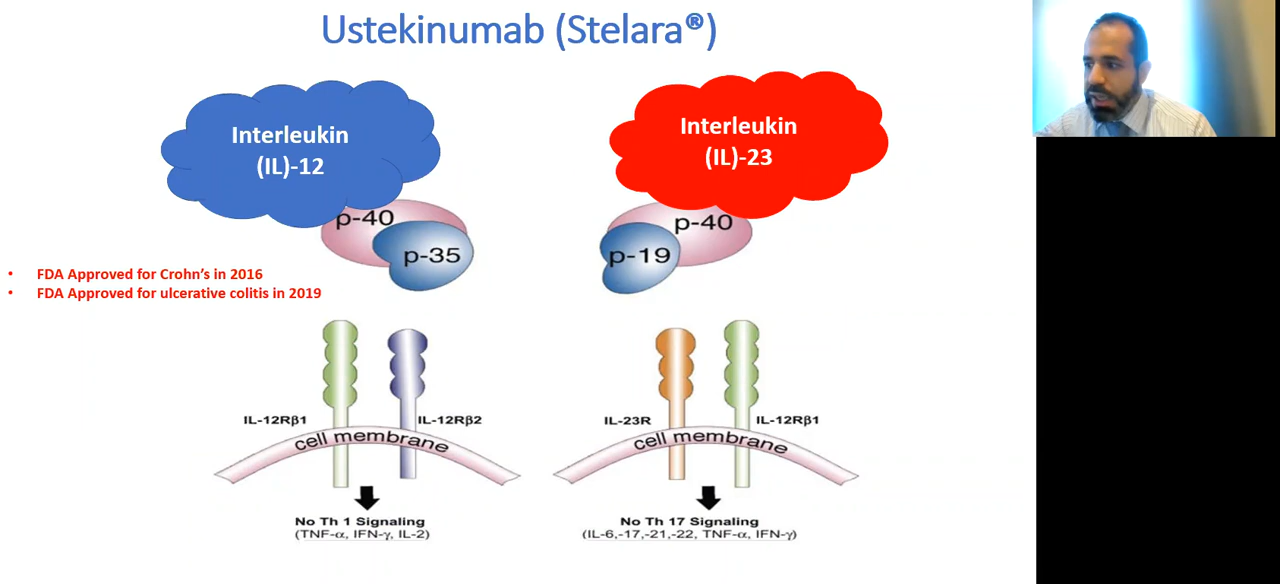 Ustekinumab (Stelara®)
Interleukin
(IL)-12
Interleukin
(IL)-23
p-40
p-35
p-40
p-19
• FDA Approved for Crohn's in 2016
• FDA Approved for ulcerative colitis in 2019
IL-12Rβ1
IL-12Rβ2
cell membrane
IL-23R
IL-12Rβ1
cell membrane
No Th 1 Signaling
(TNF-α, IFN-γ, IL-2)
No Th 17 Signaling
(IL-6,-17,-21,-22, TNF-α, IFN-γ)